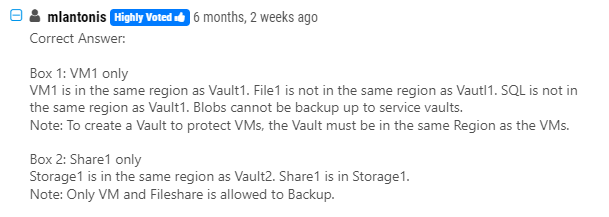 mlantonis Highly Voted 6 months, 2 weeks ago
Correct Answer:
Box 1: VM1 only
VM1 is in the same region as Vault1. File1 is not in the same region as Vautl1. SQL is not in
the same region as Vault1. Blobs cannot be backup up to service vaults.
Note: To create a Vault to protect VMs, the Vault must be in the same Region as the VMs.
Box 2: Share1 only
Storage1 is in the same region as Vault2. Share1 is in Storage1.
Note: Only VM and Fileshare is allowed to Backup.